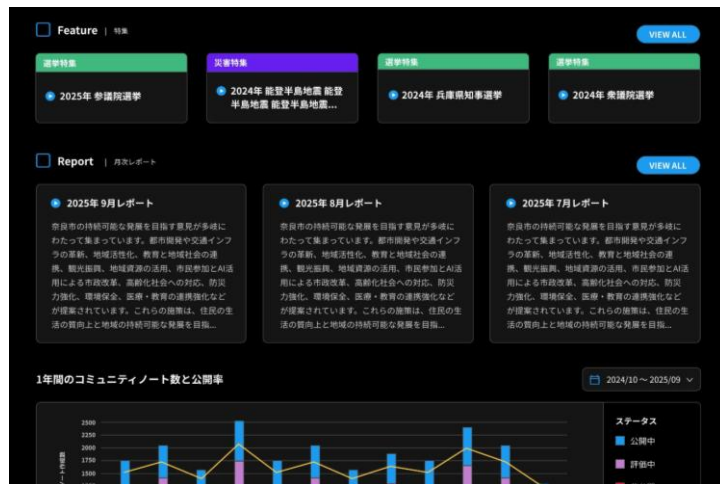 Feature | 特集
VIEW ALL
選挙特集
2025年 参議院選挙
災害特集
2024年 能登半島地震 能登
半島地震 能登半島地震...
選挙特集
2024年 兵庫県知事選挙
選挙特集
2024年 衆議院選挙
Report | 月次レポート
VIEW ALL
2025年 9月レポート
奈良市の持続可能な発展を目指す意見が多岐に
わたって集まっています。都市開発や交通インフ
ラの革新、地域活性化、教育と地域社会の連
携、観光振興、地域資源の活用、市民参加とAI活
用による市政改革、高齢化社会への対応、防災
力強化、環境保全、医療・教育の連携強化など
が提案されています。これらの施策は、住民の生
活の質向上と地域の持続可能な発展を目指...
2025年 8月レポート
奈良市の持続可能な発展を目指す意見が多岐に
わたって集まっています。都市開発や交通インフ
ラの革新、地域活性化、教育と地域社会の連
携、観光振興、地域資源の活用、市民参加とAI活
用による市政改革、高齢化社会への対応、防災
力強化、環境保全、医療・教育の連携強化など
が提案されています。これらの施策は、住民の生
活の質向上と地域の持続可能な発展を目指...
2025年 7月レポート
奈良市の持続可能な発展を目指す意見が多岐に
わたって集まっています。都市開発や交通インフ
ラの革新、地域活性化、教育と地域社会の連
携、観光振興、地域資源の活用、市民参加とAI活
用による市政改革、高齢化社会への対応、防災
力強化、環境保全、医療・教育の連携強化など
が提案されています。これらの施策は、住民の生
活の質向上と地域の持続可能な発展を目指...
1年間のコミュニティノート数と公開率
2024/10～2025/09
2500
2250
2000
1750
1500
ート作成数
ステータス
公開中
評価中